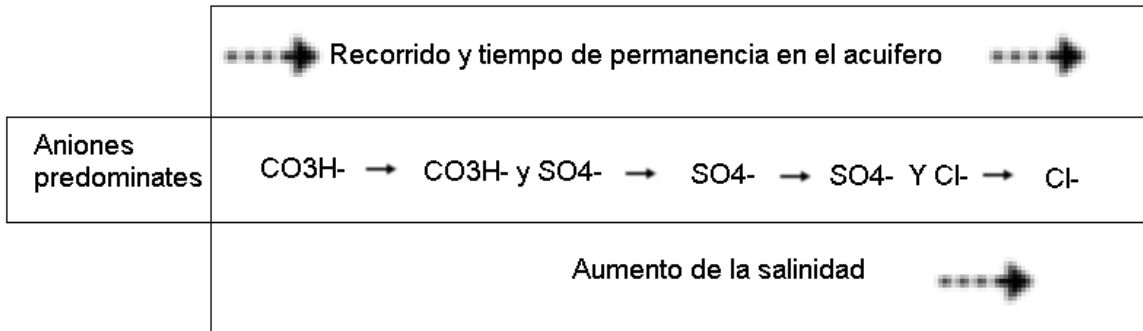 Recorrido y tiempo de permanencia en el acuifero
Aniones
predominates
CO3H- → CO3H- y SO4- → SO4- → SO4- Y Cl- → Cl-
Aumento de la salinidad